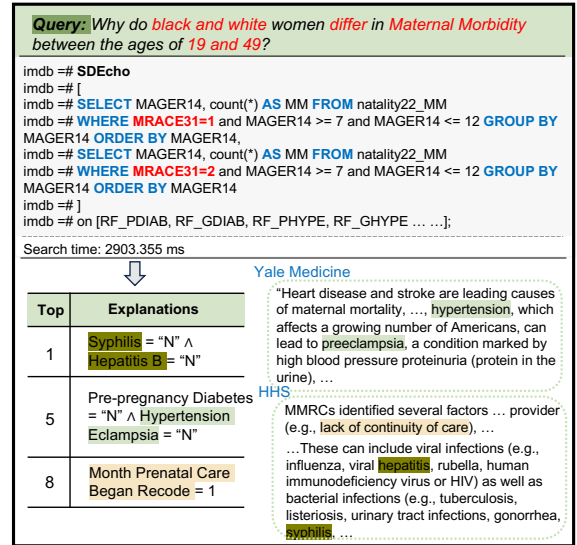 Query: Why do black and white women differ in Maternal Morbidity
between the ages of 19 and 49?
imdb =# SDEcho
imdb =# [
imdb =# SELECT MAGER14, count(*) AS MM FROM natality22_MM
imdb =# WHERE MRACE31=1 and MAGER14 >= 7 and MAGER14 <= 12 GROUP BY
MAGER14 ORDER BY MAGER14,
imdb =# SELECT MAGER14, count(*) AS MM FROM natality22_MM
imdb =# WHERE MRACE31=2 and MAGER14 >= 7 and MAGER14 <= 12 GROUP BY
MAGER14 ORDER BY MAGER14
imdb =# ]
imdb =# on [RF_PDIAB, RF_GDIAB, RF_PHYPE, RF_GHYPE … …];
Search time: 2903.355 ms
Top
Explanations
1
Syphilis = “N” ∧
Hepatitis B = “N”
5
Pre-pregnancy Diabetes
= “N” ∧ Hypertension
Eclampsia = “N”
8
Month Prenatal Care
Began Recode = 1
Yale Medicine
“Heart disease and stroke are leading causes
of maternal mortality, …, hypertension, which
affects a growing number of Americans, can
lead to preeclampsia, a condition marked by
high blood pressure proteinuria (protein in the
urine), …
HHS
MMRCs identified several factors … provider
(e.g., lack of continuity of care), …
…These can include viral infections (e.g.,
influenza, viral hepatitis, rubella, human
immunodeficiency virus or HIV) as well as
bacterial infections (e.g., tuberculosis,
listeriosis, urinary tract infections, gonorrhea,
syphilis, …